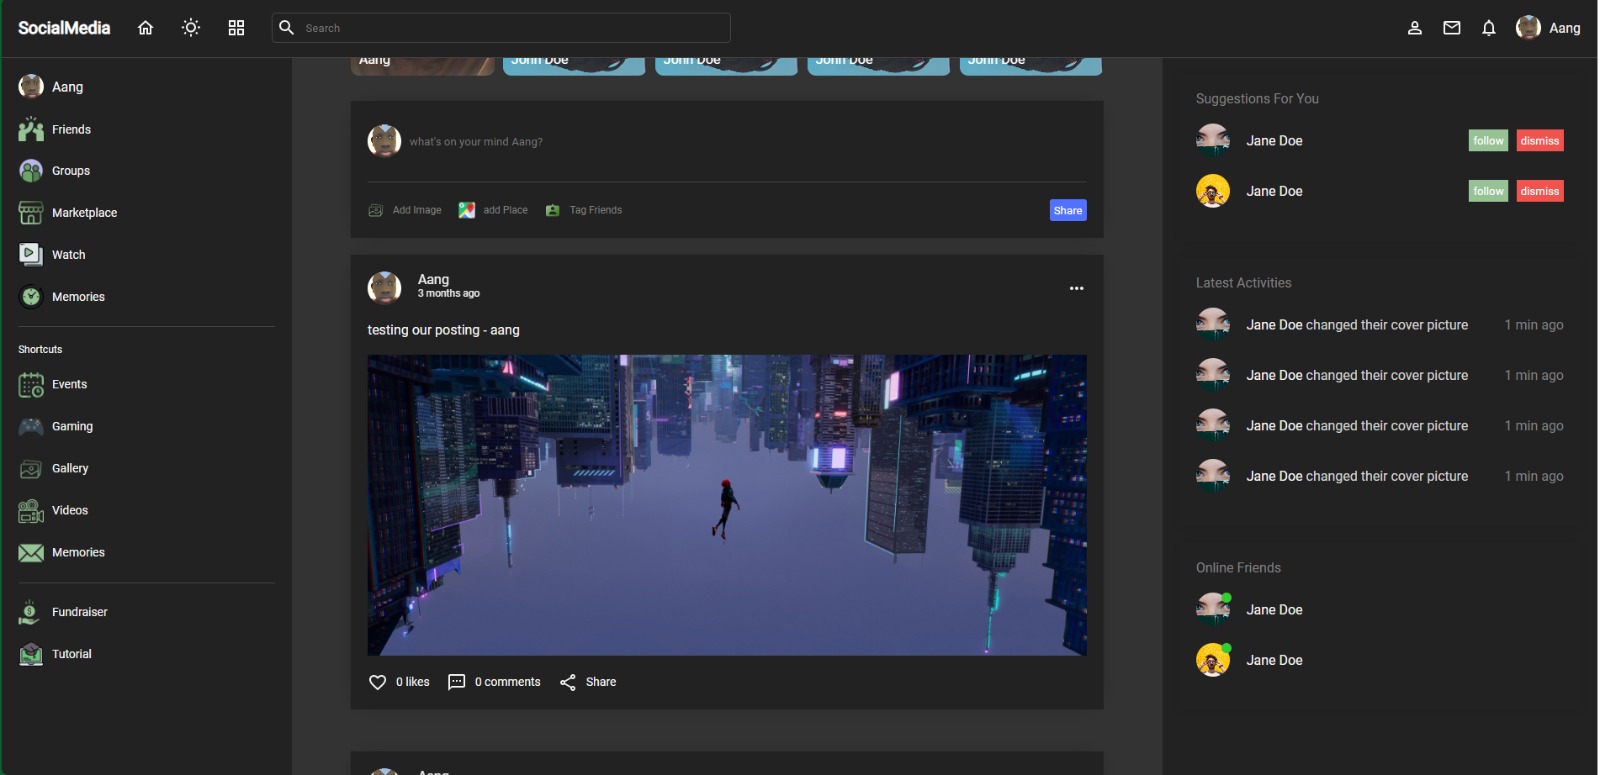 SocialMedia
Search
Aang
Aang
Friends
Groups
Marketplace
Watch
Memories
Shortcuts
Events
Gaming
Gallery
Videos
Memories
Fundraiser
Tutorial
Aang
John Doe
John Doe
John Doe
John Doe
what's on your mind Aang?
Add Image
add Place
Tag Friends
Share
Aang
3 months ago
testing our posting - aang
0 likes
0 comments
Share
Aang
Suggestions For You
Jane Doe
follow
dismiss
Jane Doe
follow
dismiss
Latest Activities
Jane Doe changed their cover picture
1 min ago
Jane Doe changed their cover picture
1 min ago
Jane Doe changed their cover picture
1 min ago
Jane Doe changed their cover picture
1 min ago
Online Friends
Jane Doe
Jane Doe